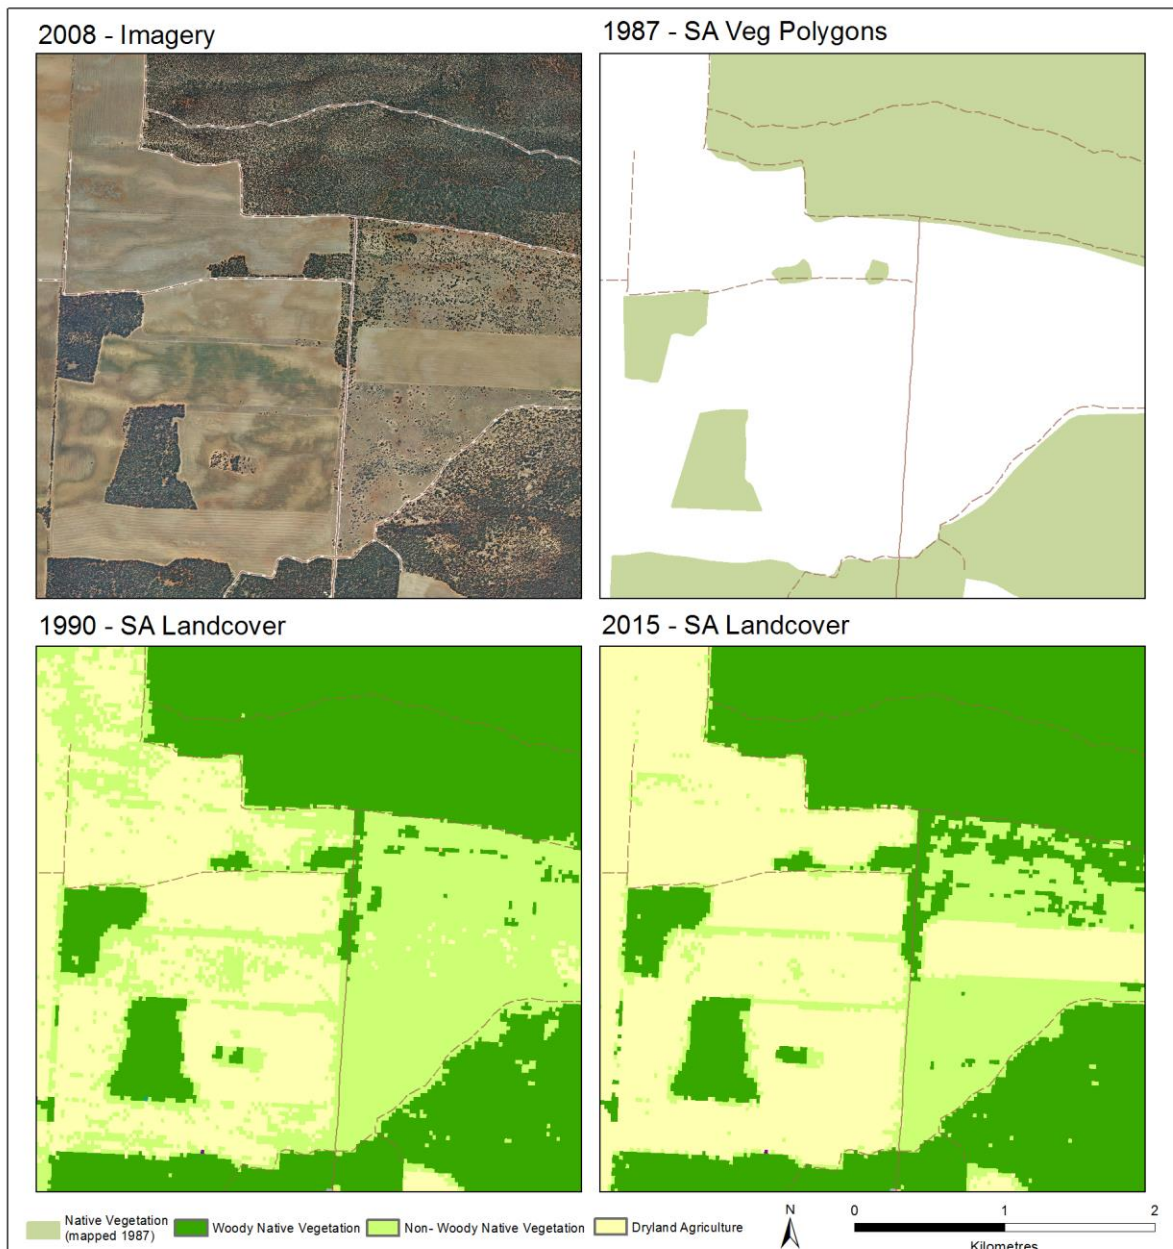 2008 - Imagery
1987 - SA Veg Polygons
1990 - SA Landcover
2015 - SA Landcover
Native Vegetation
(mapped 1987)
Woody Native Vegetation
Non- Woody Native Vegetation
Dryland Agriculture
N
0
1
2
Kilometres